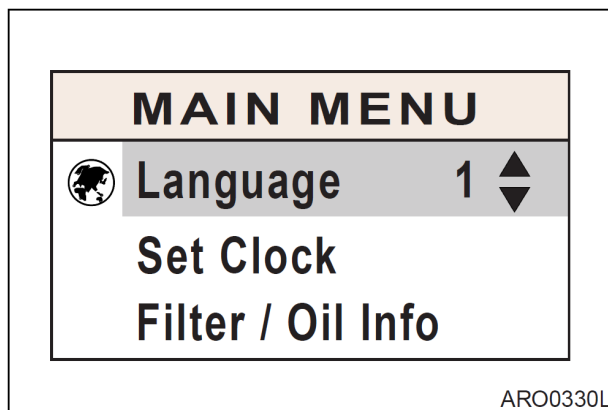 MAIN MENU
Language 1
Set Clock
Filter / Oil Info
ARO0330L